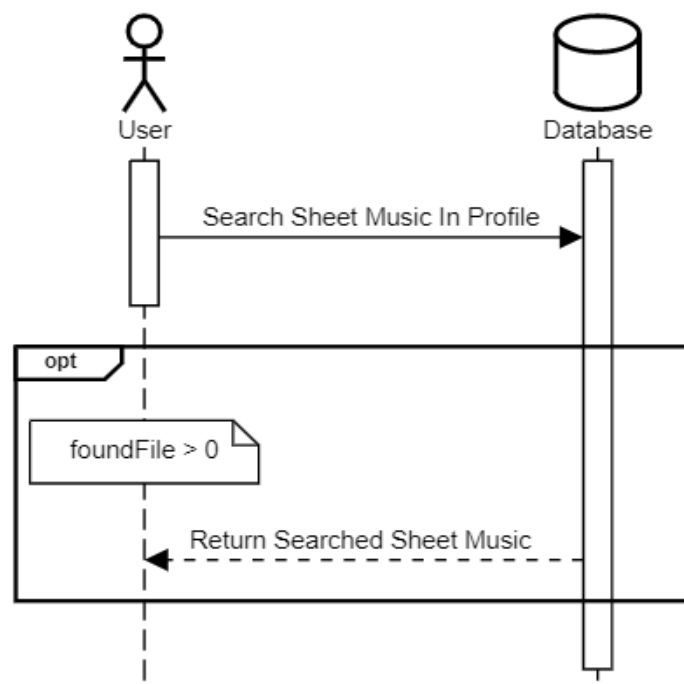 User
Database
Search Sheet Music In Profile
opt
foundFile > 0
Return Searched Sheet Music